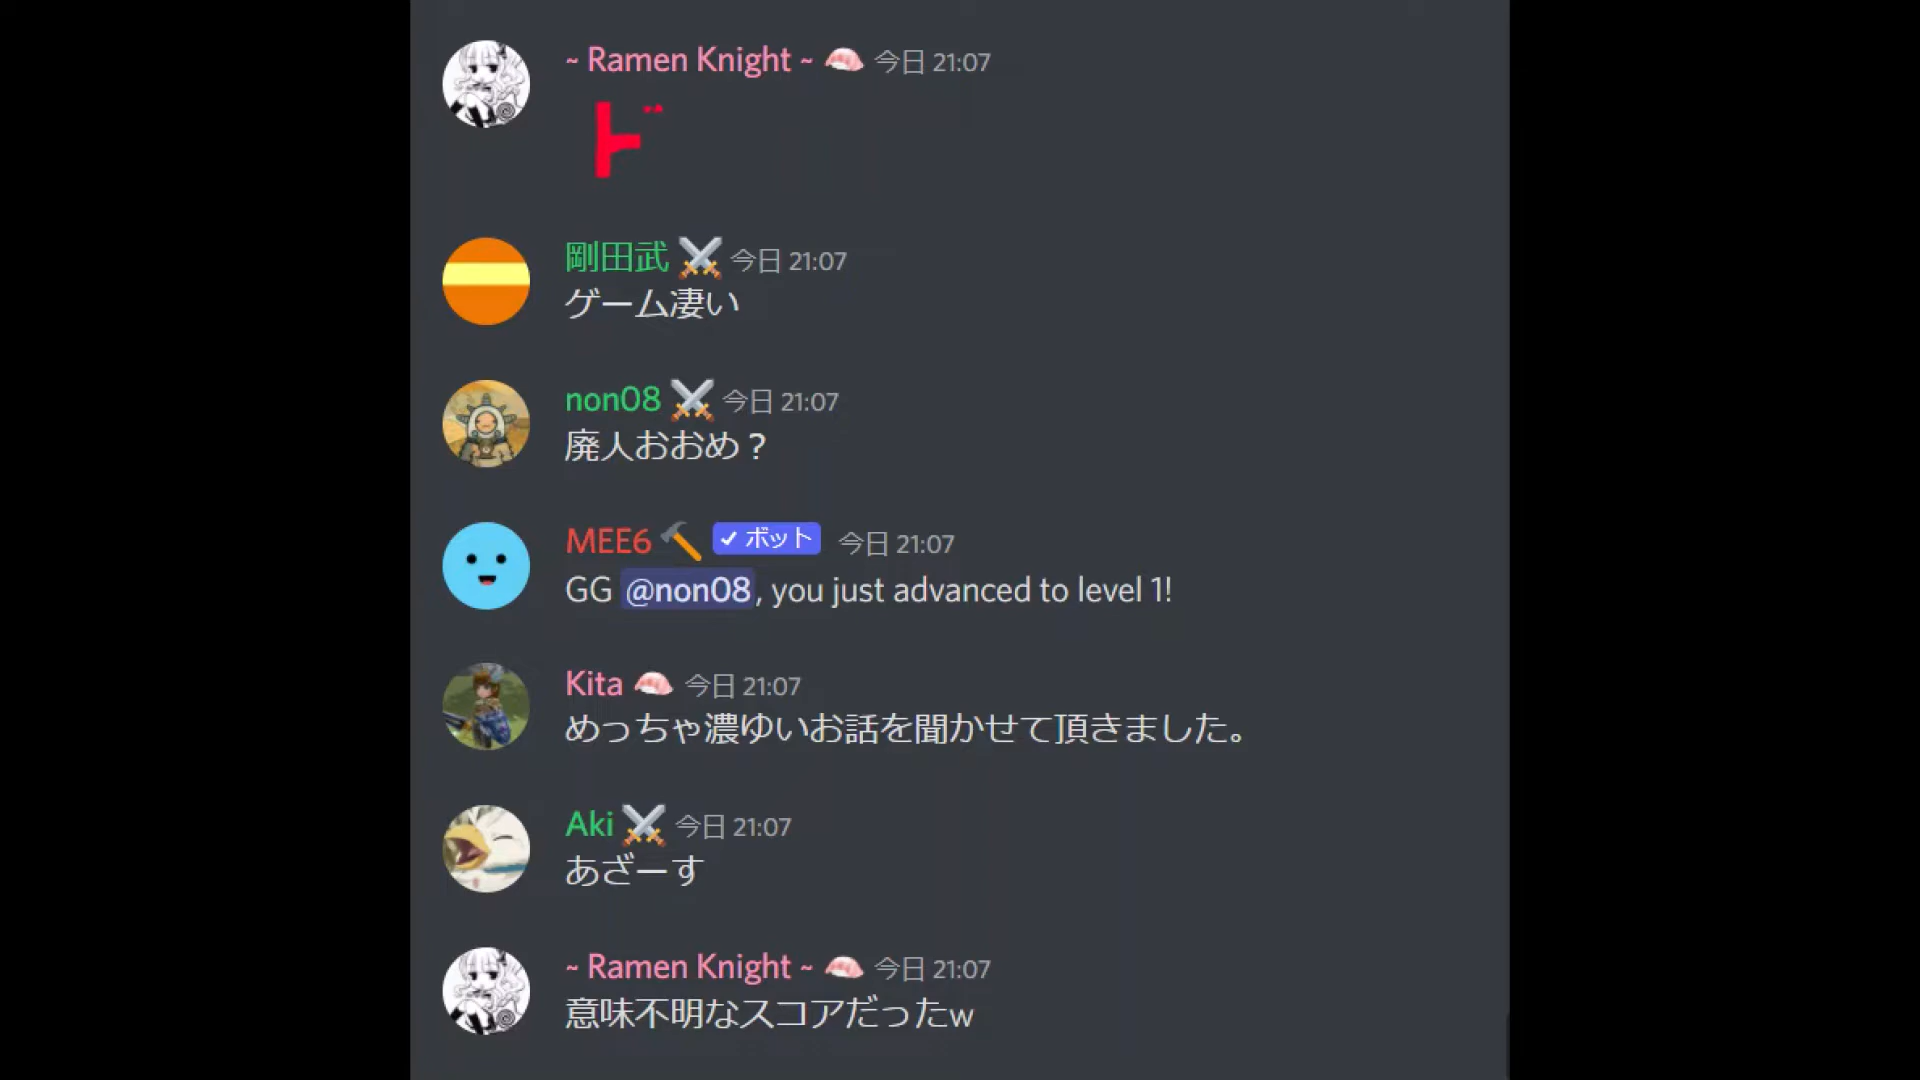 ~ Ramen Knight ~ 🧠 今日 21:07
ド
剛田武 ⚔️ 今日 21:07
ゲーム凄い
non08 ⚔️ 今日 21:07
廃人おおめ？
MEE6 🔨 ✓ ボット 今日 21:07
GG @non08, you just advanced to level 1!
Kita 🧠 今日 21:07
めっちゃ濃ゆいお話を聞かせて頂きました。
Aki ⚔️ 今日 21:07
あざーす
~ Ramen Knight ~ 🧠 今日 21:07
意味不明なスコアだったw